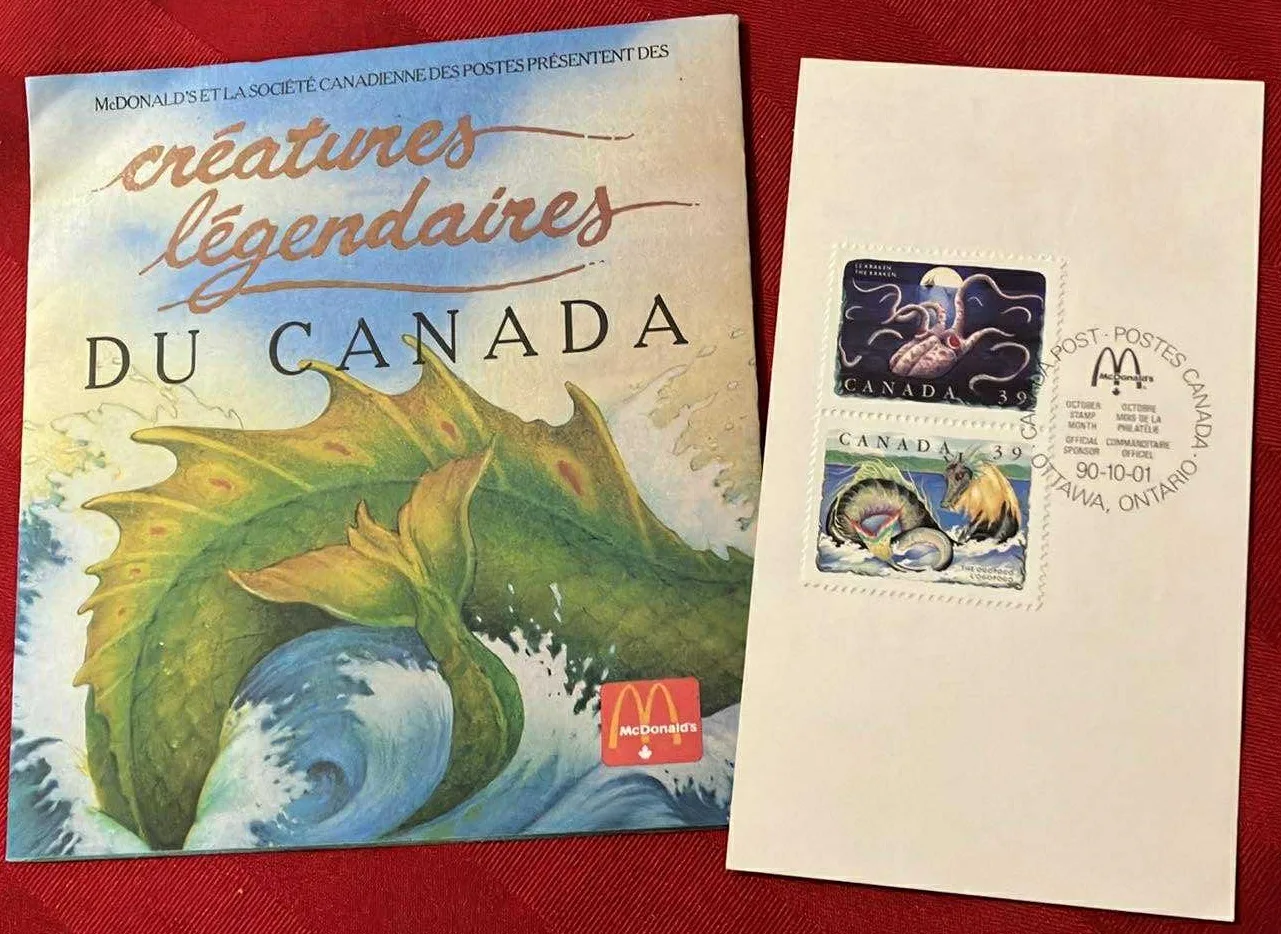 McDONALD'S ET LA SOCIÉTÉ CANADIENNE DES POSTES PRÉSENTENT DES
créatures
légendaires
DU CANADA
McDonald's
LE KRAKEN
THE KRAKEN
CANADA 39
CANADA 39
THE OGOPOGO
L'OGOPOGO
CANADA POST · POSTES CANADA ·
McDonald's
OCTOBER OCTOBRE
STAMP MOIS DE LA
MONTH PHILATÉLIE
OFFICIAL COMMANDITAIRE
SPONSOR OFFICIEL
90-10-01
· OTTAWA, ONTARIO ·